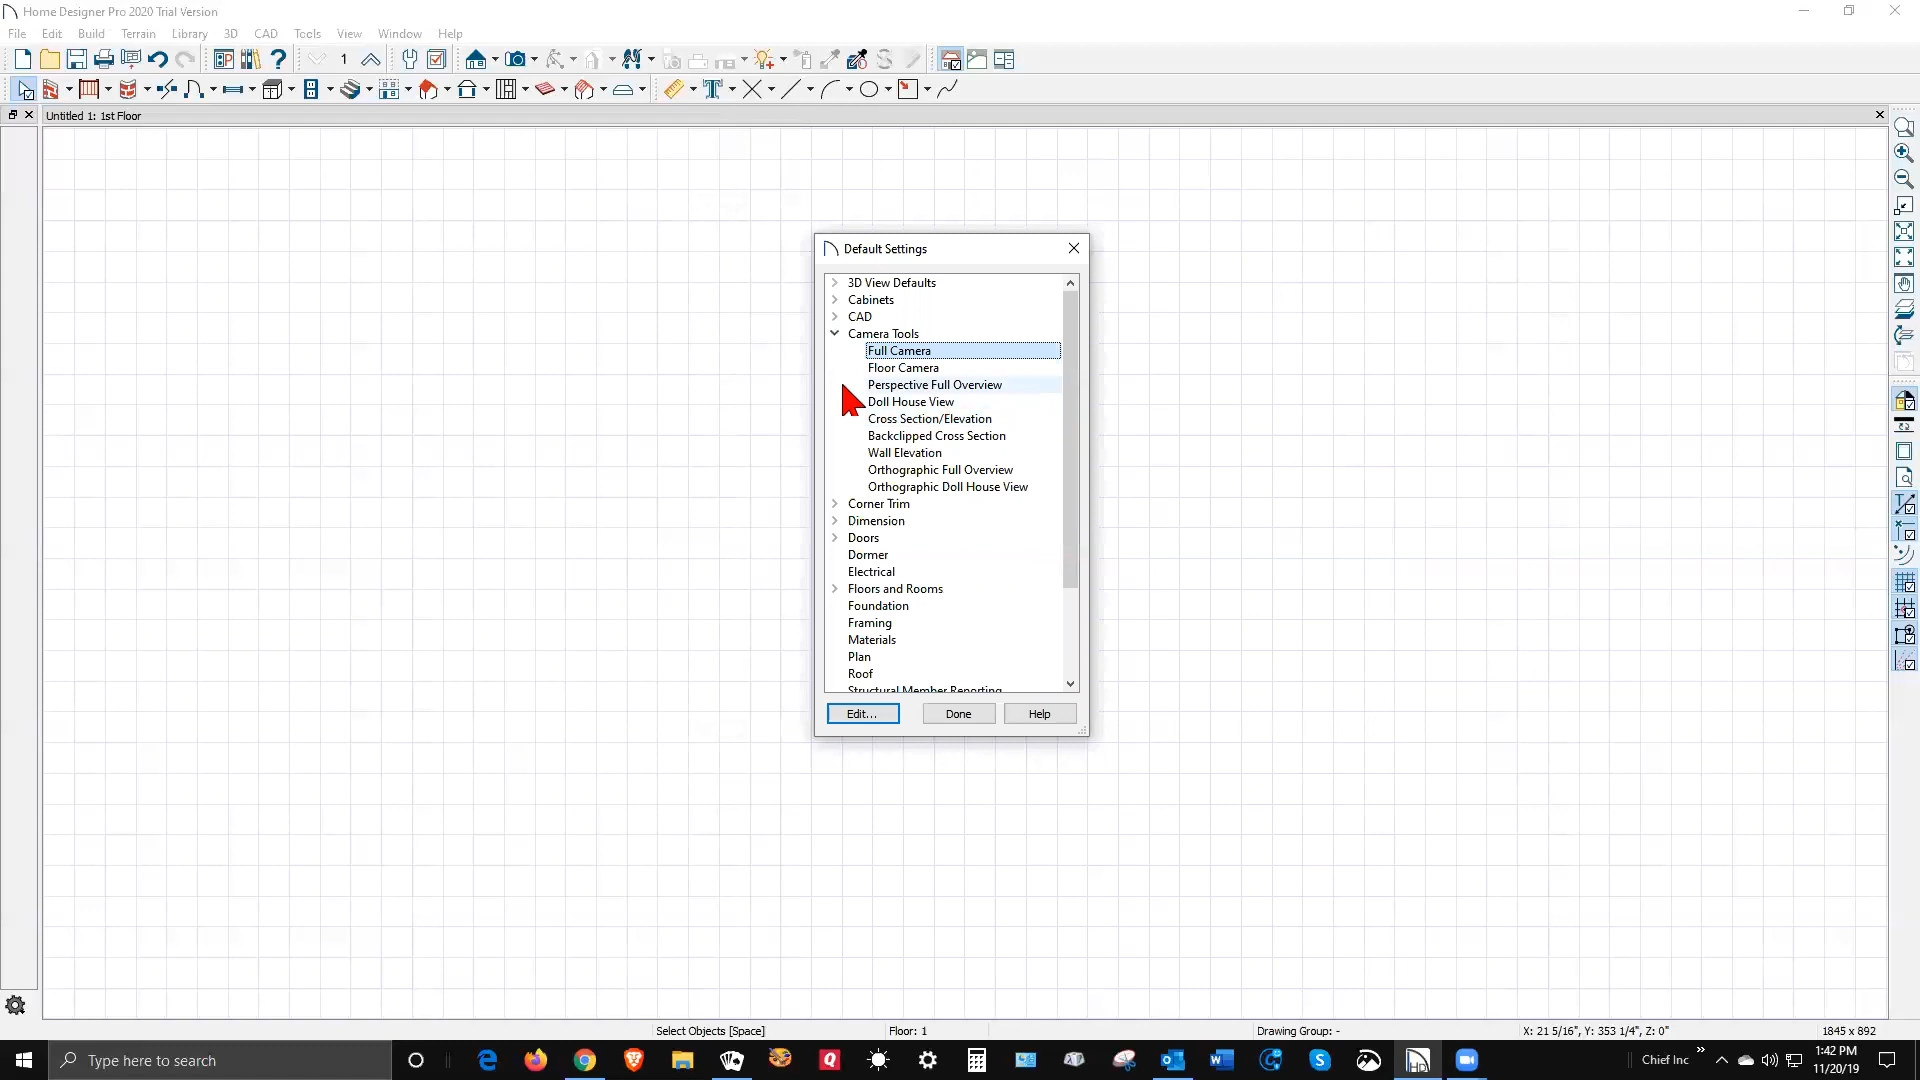 Home Designer Pro 2020 Trial Version
File Edit Build Terrain Library 3D CAD Tools View Window Help
1
Untitled 1: 1st Floor
Default Settings
3D View Defaults
Cabinets
CAD
Camera Tools
Full Camera
Floor Camera
Perspective Full Overview
Doll House View
Cross Section/Elevation
Backclipped Cross Section
Wall Elevation
Orthographic Full Overview
Orthographic Doll House View
Corner Trim
Dimension
Doors
Dormer
Electrical
Floors and Rooms
Foundation
Framing
Materials
Plan
Roof
Structural Member Reporting
Edit... Done Help
Select Objects [Space] Floor: 1 Drawing Group: - X: 21 5/16", Y: 353 1/4", Z: 0" 1845 x 892
Type here to search
Chief Inc
1:42 PM
11/20/19